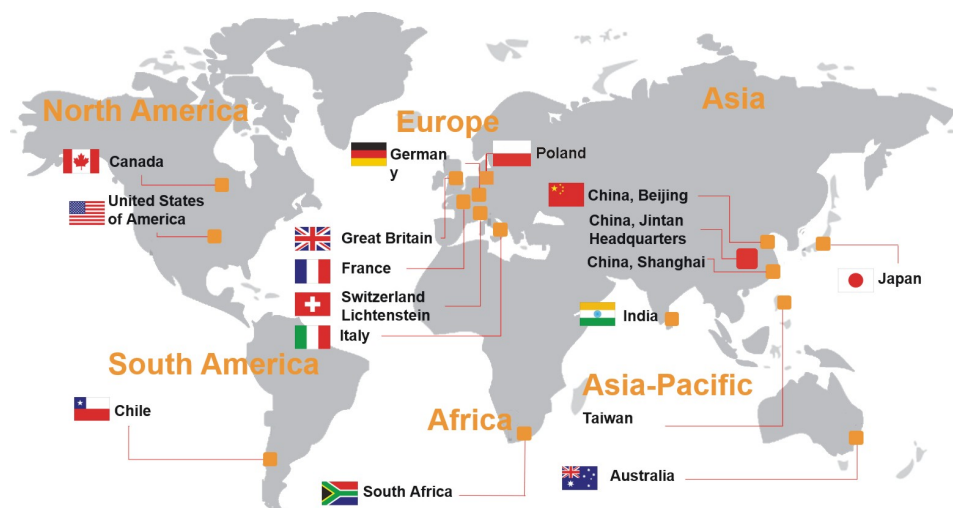 North America
Canada
United States
of America
Europe
German
y
Poland
Great Britain
France
Switzerland
Lichtenstein
Italy
Asia
China, Beijing
China, Jintan
Headquarters
China, Shanghai
Japan
India
South America
Chile
Africa
South Africa
Asia-Pacific
Taiwan
Australia